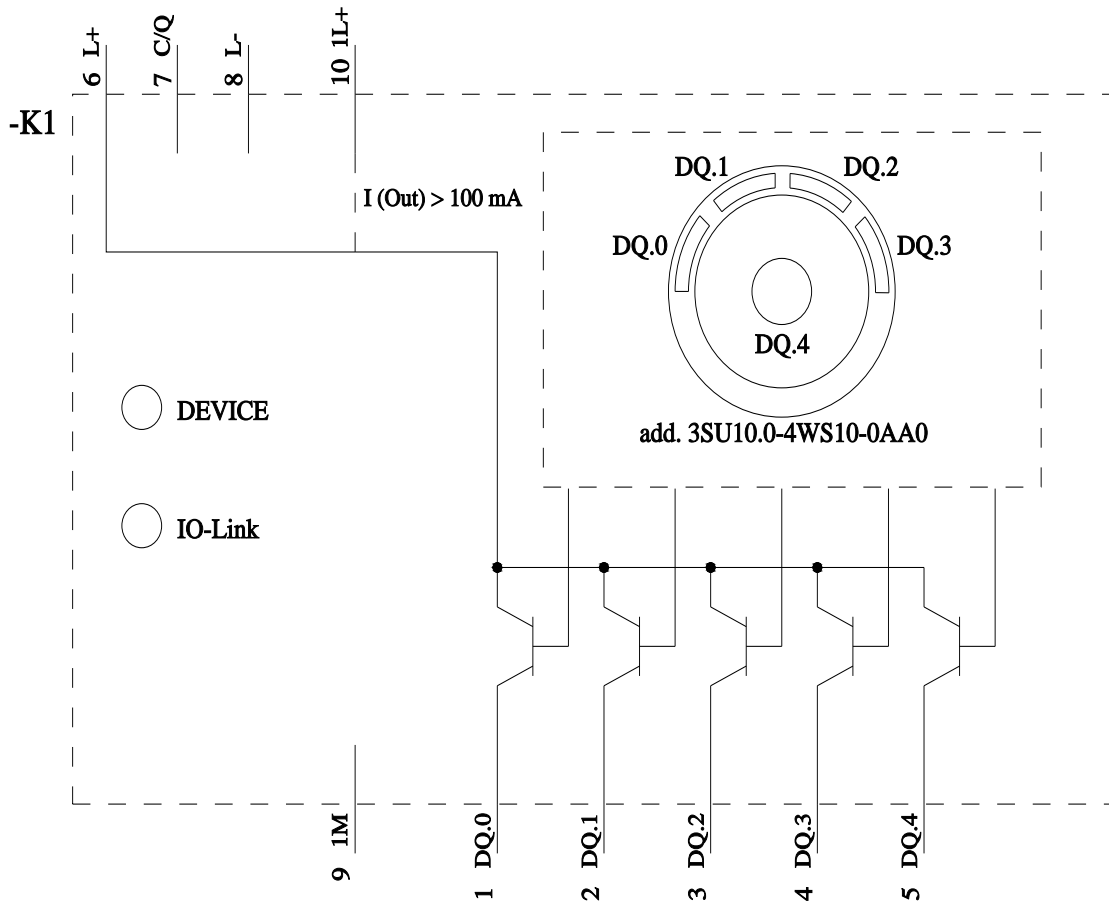 6 L+
7 C/Q
8 L-
10 1L+
-K1
I (Out) > 100 mA
DQ.1
DQ.2
DQ.0
DQ.3
DQ.4
add. 3SU10.0-4WS10-0AA0
DEVICE
IO-Link
9 1M
1 DQ.0
2 DQ.1
3 DQ.2
4 DQ.3
5 DQ.4